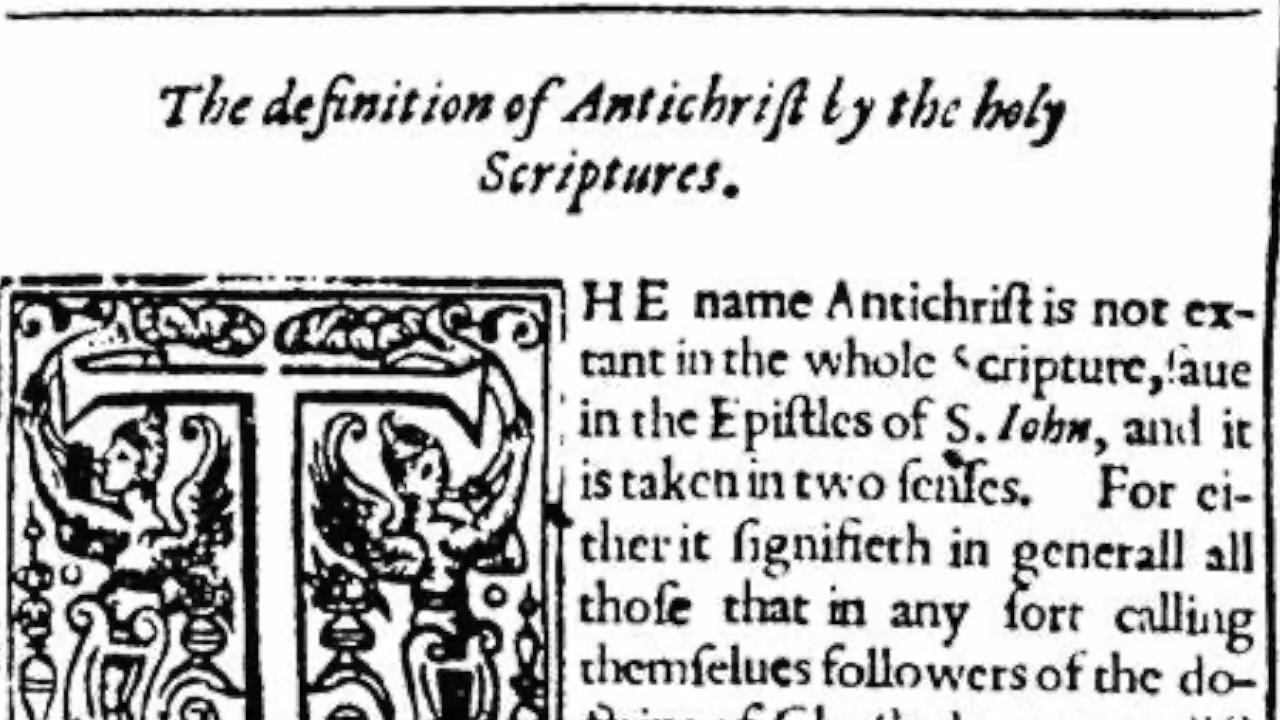 The definition of Antichriſt by the holy
Scriptures.
THE name Antichriſt is not ex-
tant in the whole Scripture, ſaue
in the Epiſtles of S. Iohn, and it
is taken in two ſenſes. For ei-
ther it ſignifieth in generall all
thoſe that in any ſort calling
themſelues followers of the do-